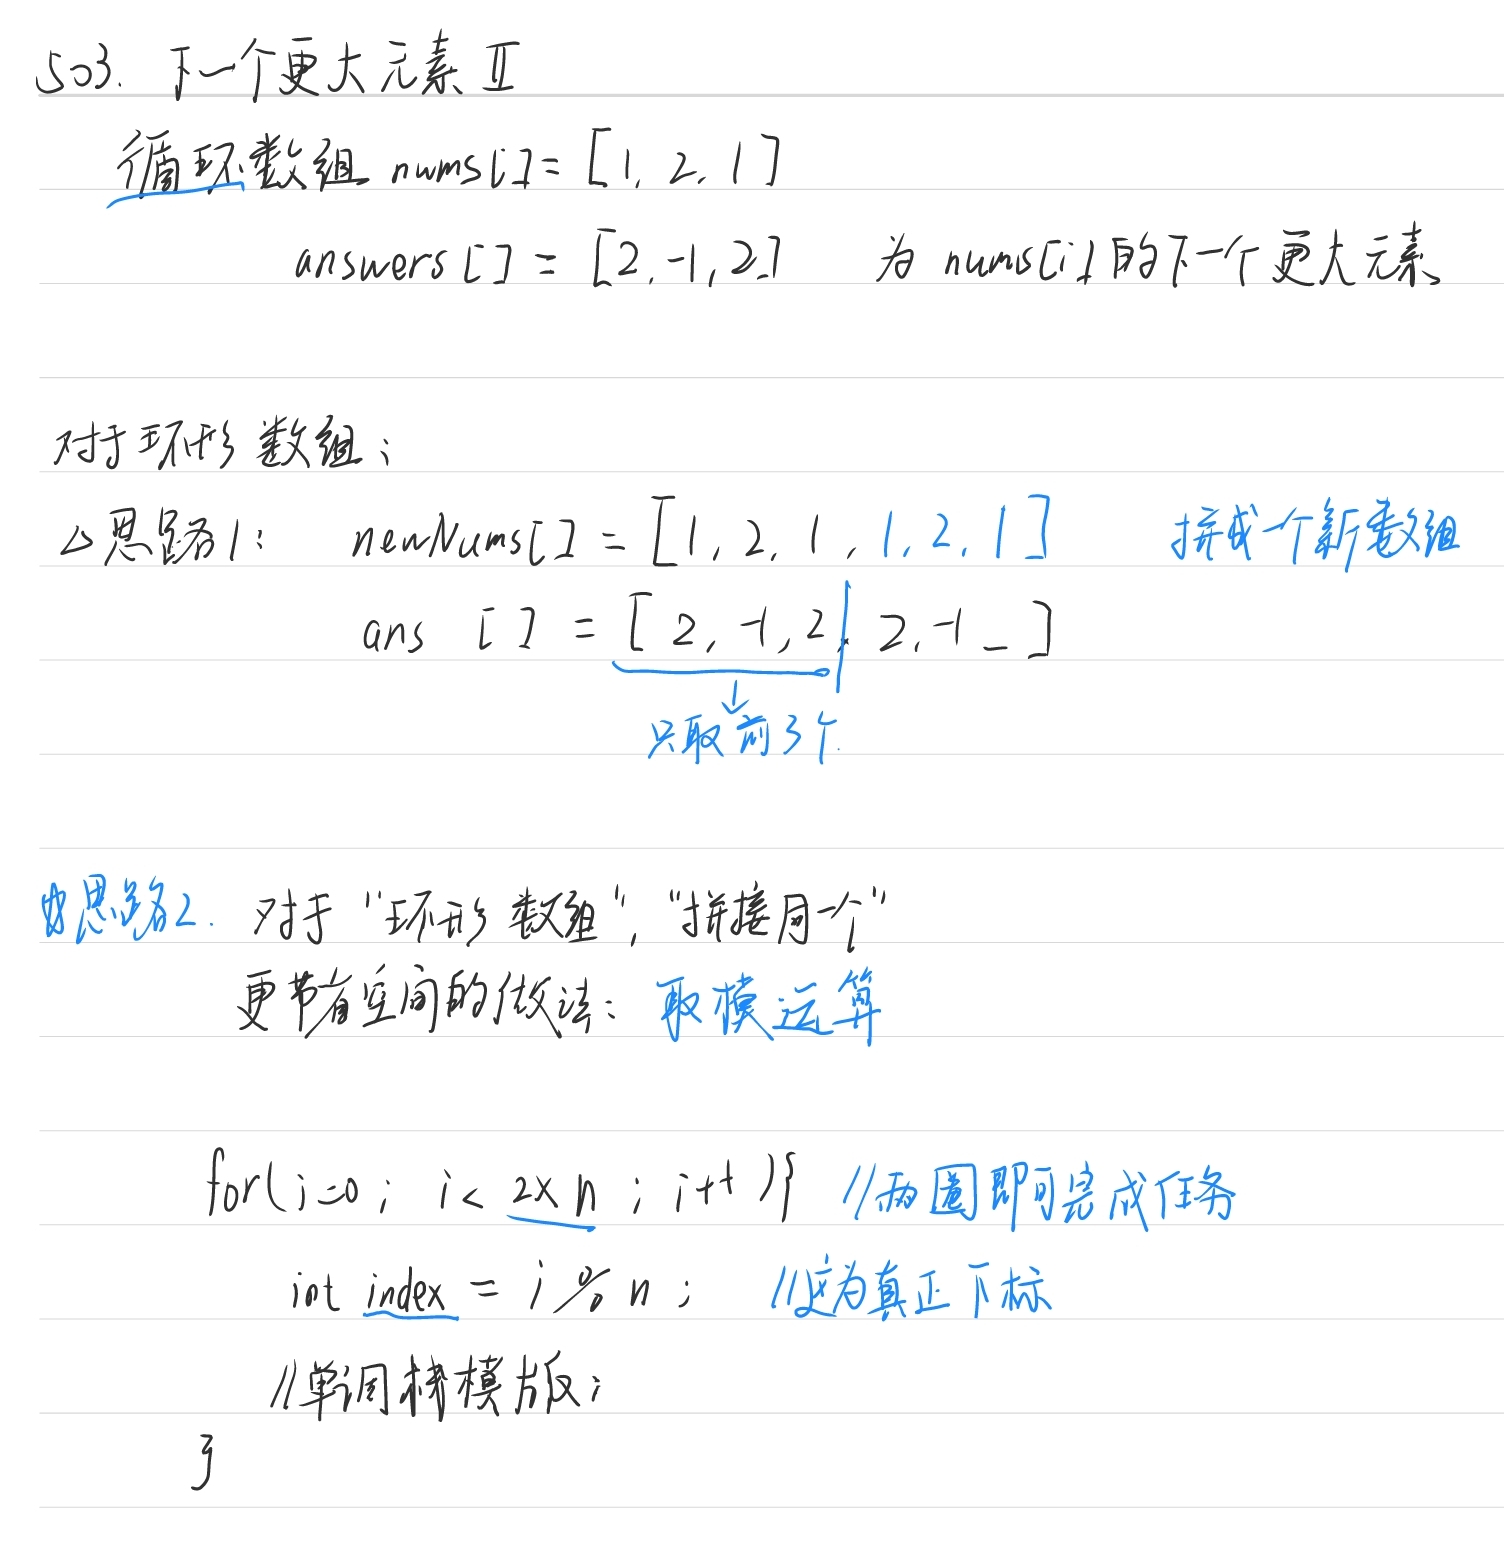 503. 下一个更大元素 II
循环数组 nums[i] = [1, 2, 1]
answers [] = [2, -1, 2] 为 nums[i] 的下一个更大元素
对于环形数组;
△思路1: newNums[] = [1, 2, 1, 1, 2, 1] 拼成一个新数组
ans [] = [2, -1, 2, 2, -1 _ ]
只取前3个.
思路2. 对于"环形数组", "拼接同一个"
更节省空间的做法: 取模运算
for(i=0; i< 2×n ; i++){ //两圈即可完成任务
int index = i % n ; //这为真正下标
//单调栈模版;
}